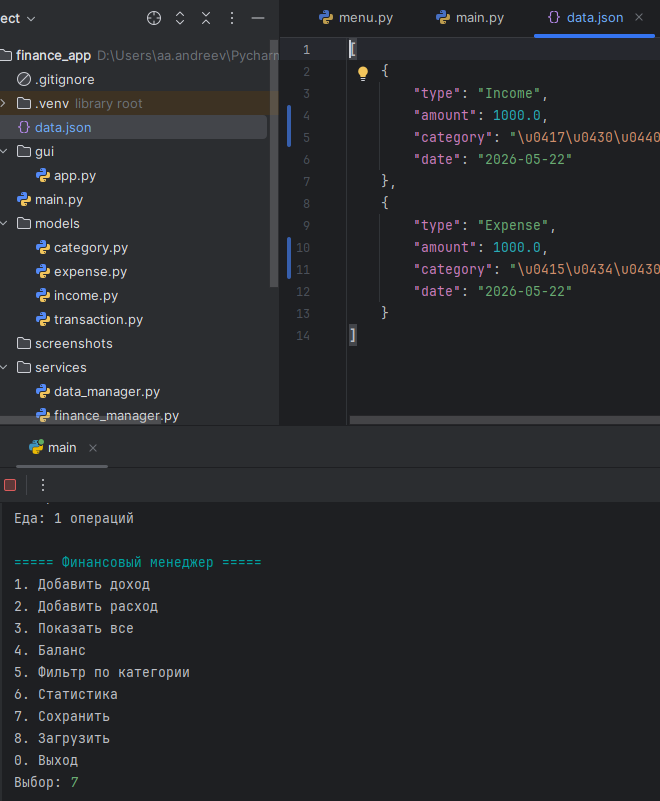 ect
menu.py
main.py
data.json
finance_app D:\Users\aa.andreev\Pycharm
.gitignore
.venv library root
data.json
gui
app.py
main.py
models
category.py
expense.py
income.py
transaction.py
screenshots
services
data_manager.py
finance_manager.py
1 [
2 {
3 "type": "Income",
4 "amount": 1000.0,
5 "category": "\u0417\u0430\u0440
6 "date": "2026-05-22"
7 },
8 {
9 "type": "Expense",
10 "amount": 1000.0,
11 "category": "\u0415\u0434\u0430
12 "date": "2026-05-22"
13 }
14 ]
main
Еда: 1 операций
===== Финансовый менеджер =====
1. Добавить доход
2. Добавить расход
3. Показать все
4. Баланс
5. Фильтр по категории
6. Статистика
7. Сохранить
8. Загрузить
0. Выход
Выбор: 7